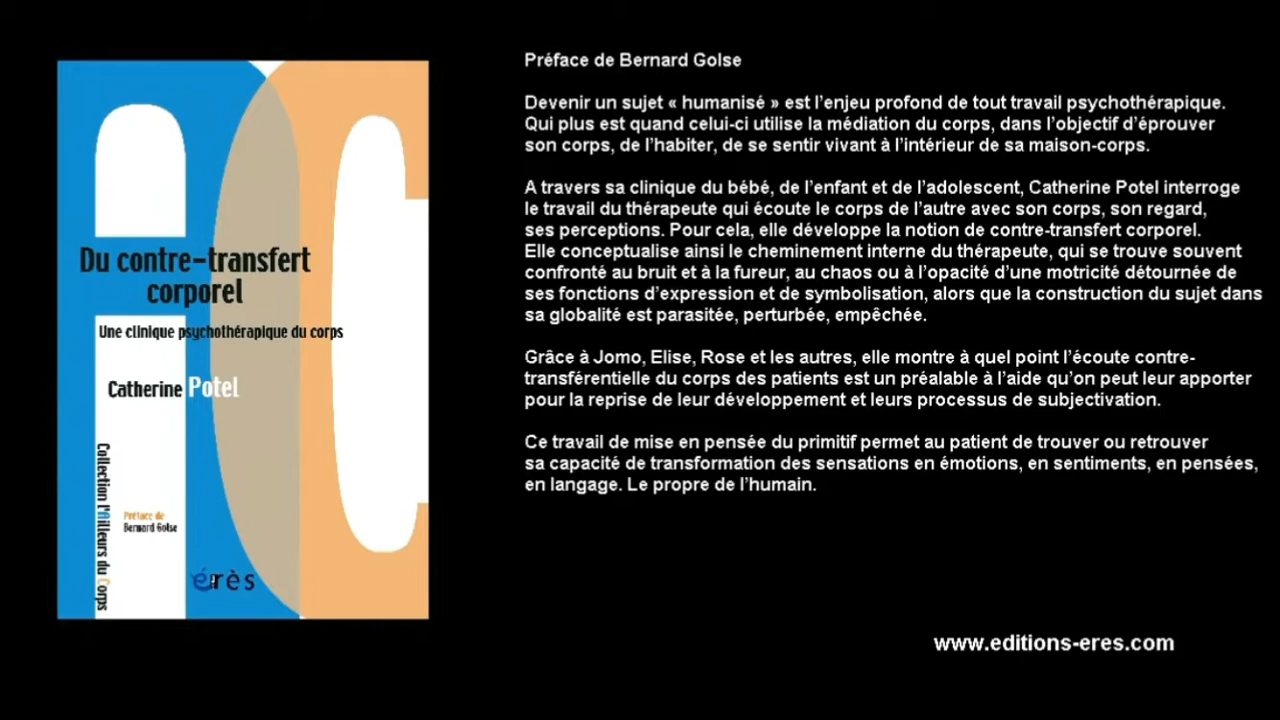 Du contre-transfert
corporel
Une clinique psychothérapique du corps
Catherine Potel
Collection l'Ailleurs du Corps
Préface de
Bernard Golse
érès
Préface de Bernard Golse
Devenir un sujet « humanisé » est l'enjeu profond de tout travail psychothérapique.
Qui plus est quand celui-ci utilise la médiation du corps, dans l'objectif d'éprouver
son corps, de l'habiter, de se sentir vivant à l'intérieur de sa maison-corps.
A travers sa clinique du bébé, de l'enfant et de l'adolescent, Catherine Potel interroge
le travail du thérapeute qui écoute le corps de l'autre avec son corps, son regard,
ses perceptions. Pour cela, elle développe la notion de contre-transfert corporel.
Elle conceptualise ainsi le cheminement interne du thérapeute, qui se trouve souvent
confronté au bruit et à la fureur, au chaos ou à l'opacité d'une motricité détournée de
ses fonctions d'expression et de symbolisation, alors que la construction du sujet dans
sa globalité est parasitée, perturbée, empêchée.
Grâce à Jomo, Elise, Rose et les autres, elle montre à quel point l'écoute contre-
transférentielle du corps des patients est un préalable à l'aide qu'on peut leur apporter
pour la reprise de leur développement et leurs processus de subjectivation.
Ce travail de mise en pensée du primitif permet au patient de trouver ou retrouver
sa capacité de transformation des sensations en émotions, en sentiments, en pensées,
en langage. Le propre de l'humain.
www.editions-eres.com